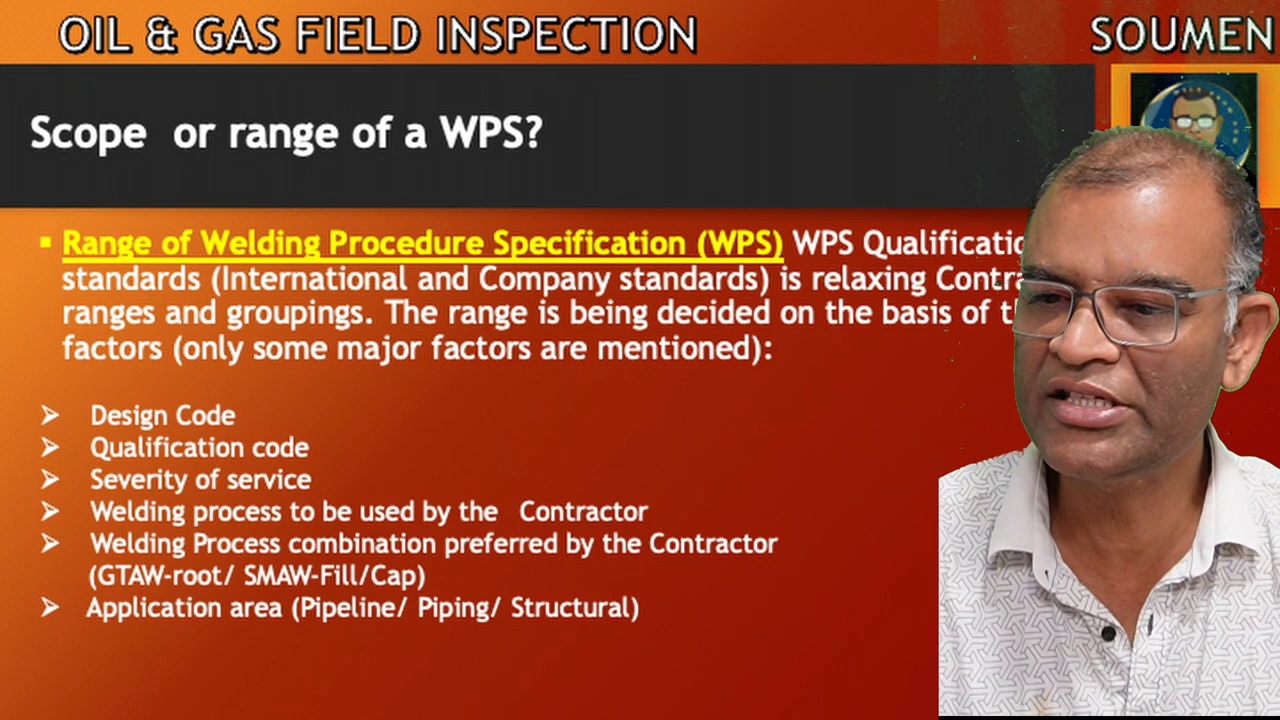 OIL & GAS FIELD INSPECTION
SOUMEN
Scope or range of a WPS?
▪ Range of Welding Procedure Specification (WPS) WPS
standards (International and Company standards) is relaxing
ranges and groupings. The range is being decided on the basis of
factors (only some major factors are mentioned):
➢ Design Code
➢ Qualification code
➢ Severity of service
➢ Welding process to be used by the Contractor
➢ Welding Process combination preferred by the Contractor
(GTAW-root/ SMAW-Fill/Cap)
➢ Application area (Pipeline/ Piping/ Structural)